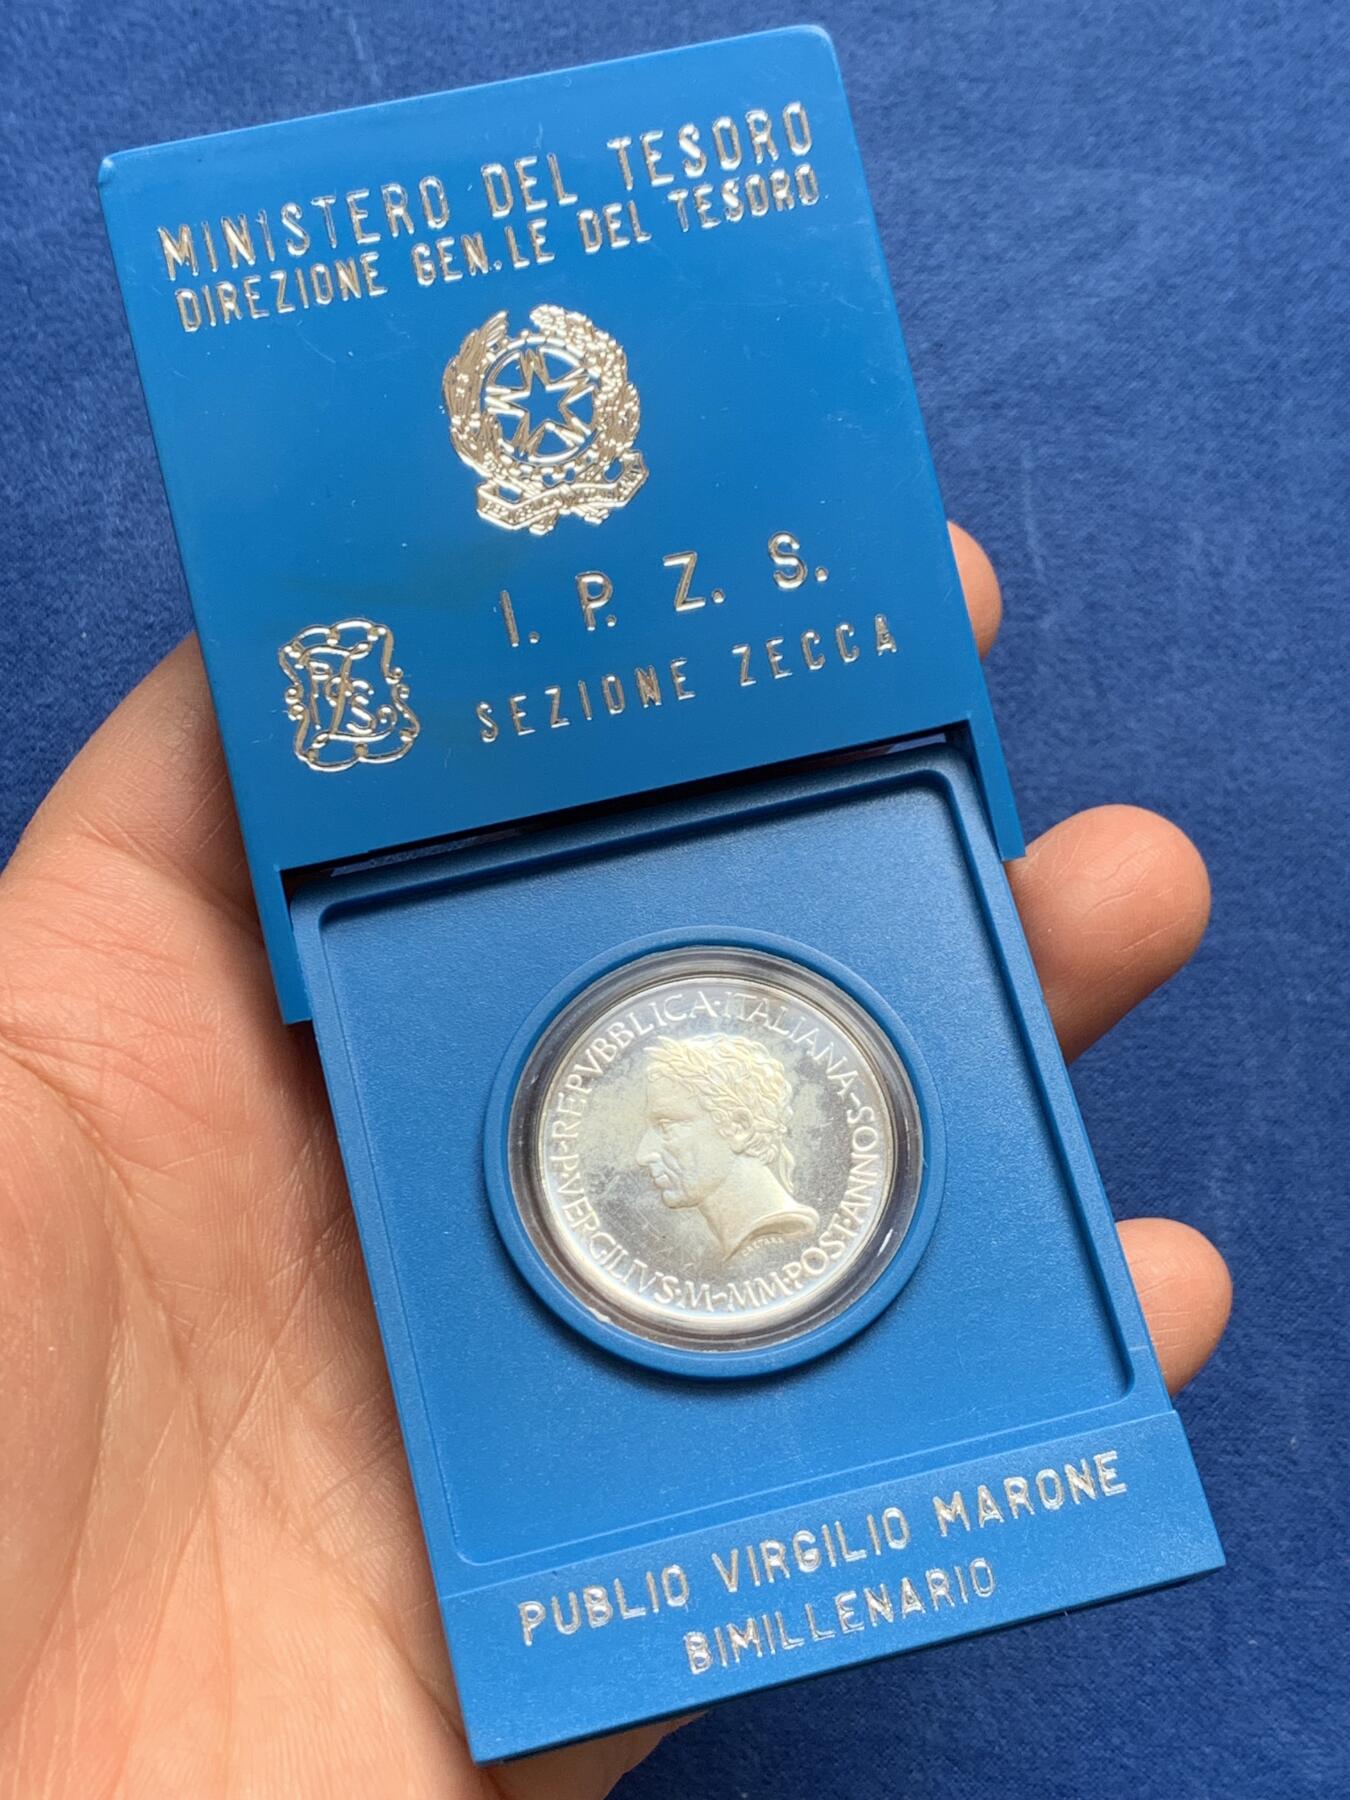 MINISTERO DEL TESORO
DIREZIONE GEN.LE DEL TESORO
I. P. Z. S.
SEZIONE ZECCA
REPVBBLICA·ITALIANA~
P·VERGILIVS·M~MM·POST·ANNOS
PUBLIO VIRGILIO MARONE
BIMILLENARIO